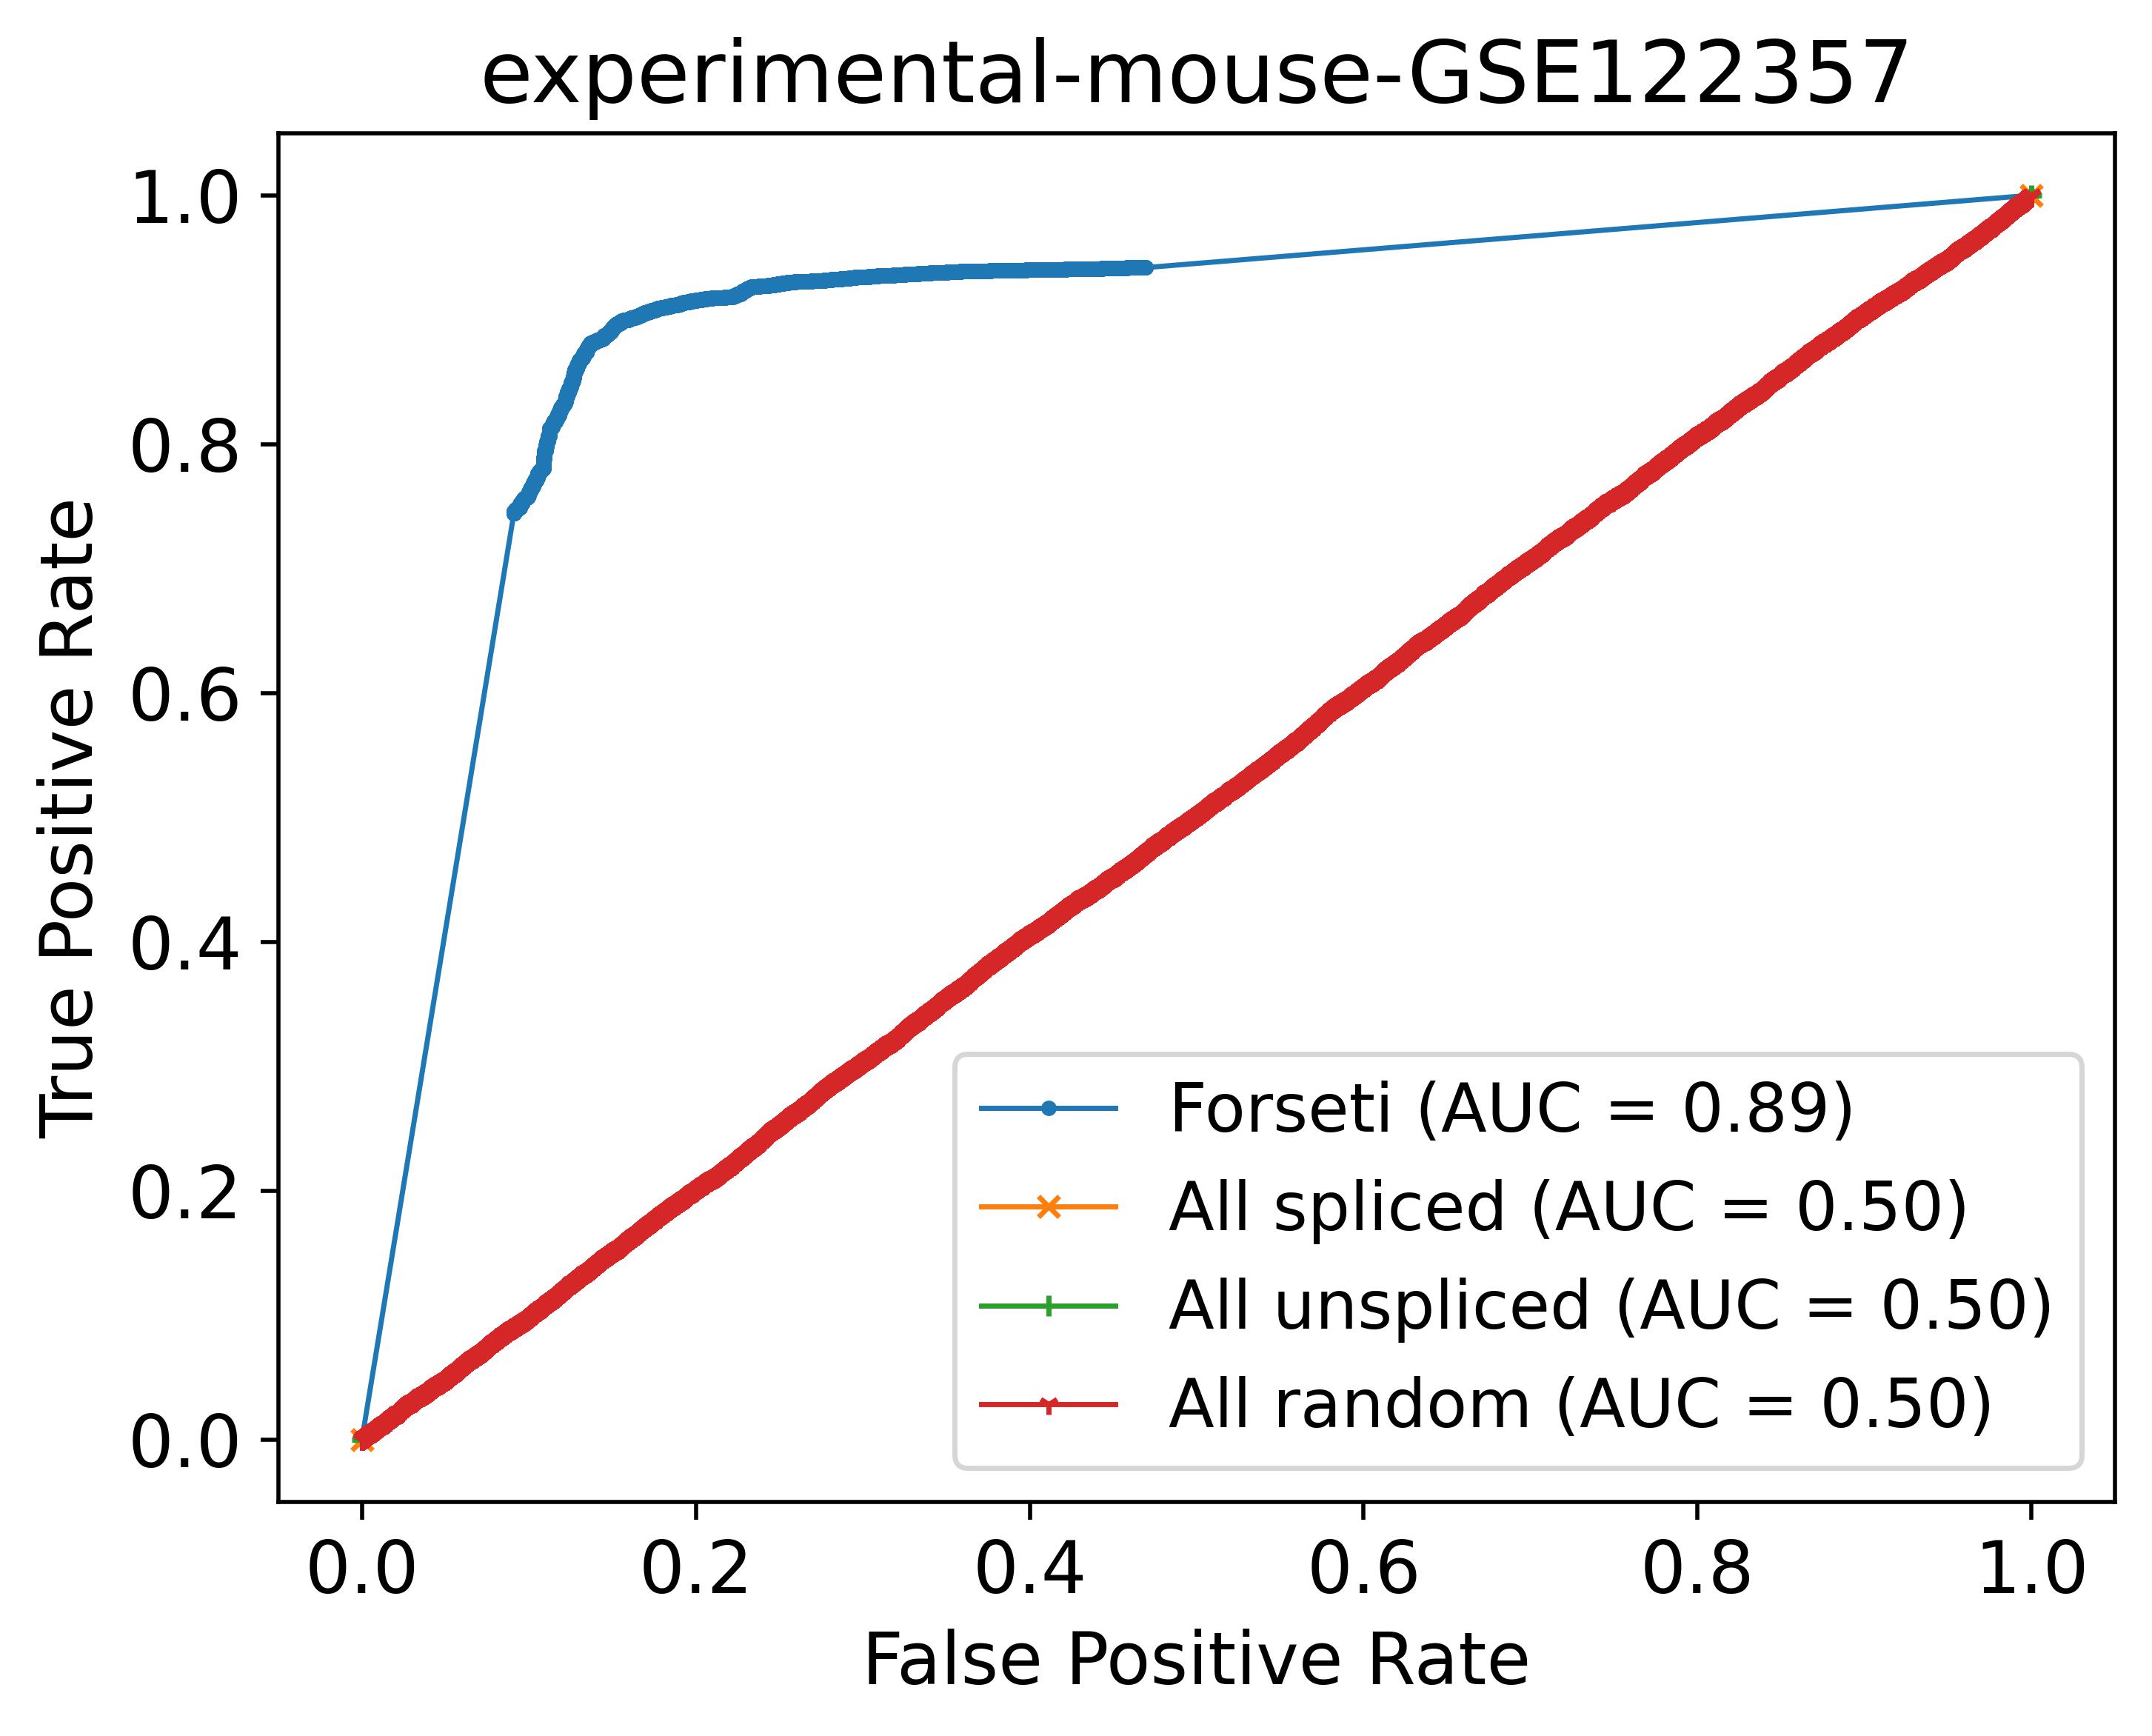 experimental-mouse-GSE122357
True Positive Rate
1.0
0.8
0.6
0.4
0.2
0.0
Forseti (AUC = 0.89)
All spliced (AUC = 0.50)
All unspliced (AUC = 0.50)
All random (AUC = 0.50)
0.0 0.2 0.4 0.6 0.8 1.0
False Positive Rate